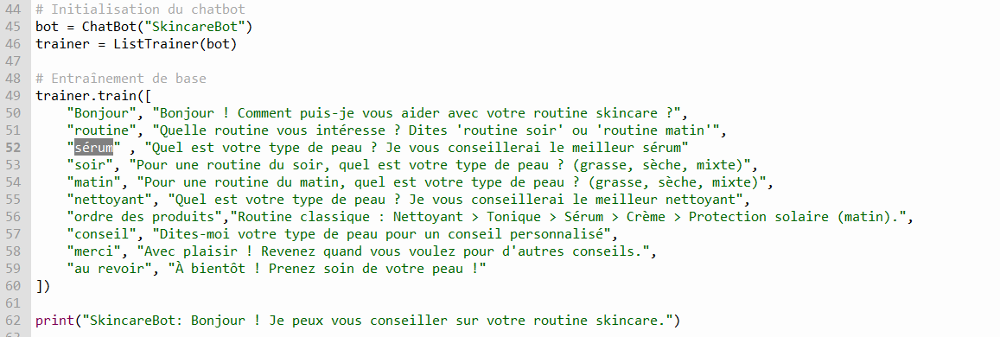 44 # Initialisation du chatbot
45 bot = ChatBot("SkincareBot")
46 trainer = ListTrainer(bot)
47
48 # Entraînement de base
49 trainer.train([
50     "Bonjour", "Bonjour ! Comment puis-je vous aider avec votre routine skincare ?",
51     "routine", "Quelle routine vous intéresse ? Dites 'routine soir' ou 'routine matin'",
52     "sérum" , "Quel est votre type de peau ? Je vous conseillerai le meilleur sérum"
53     "soir", "Pour une routine du soir, quel est votre type de peau ? (grasse, sèche, mixte)",
54     "matin", "Pour une routine du matin, quel est votre type de peau ? (grasse, sèche, mixte)",
55     "nettoyant", "Quel est votre type de peau ? Je vous conseillerai le meilleur nettoyant",
56     "ordre des produits","Routine classique : Nettoyant > Tonique > Sérum > Crème > Protection solaire (matin).",
57     "conseil", "Dites-moi votre type de peau pour un conseil personnalisé",
58     "merci", "Avec plaisir ! Revenez quand vous voulez pour d'autres conseils.",
59     "au revoir", "À bientôt ! Prenez soin de votre peau !"
60 ])
61
62 print("SkincareBot: Bonjour ! Je peux vous conseiller sur votre routine skincare.")